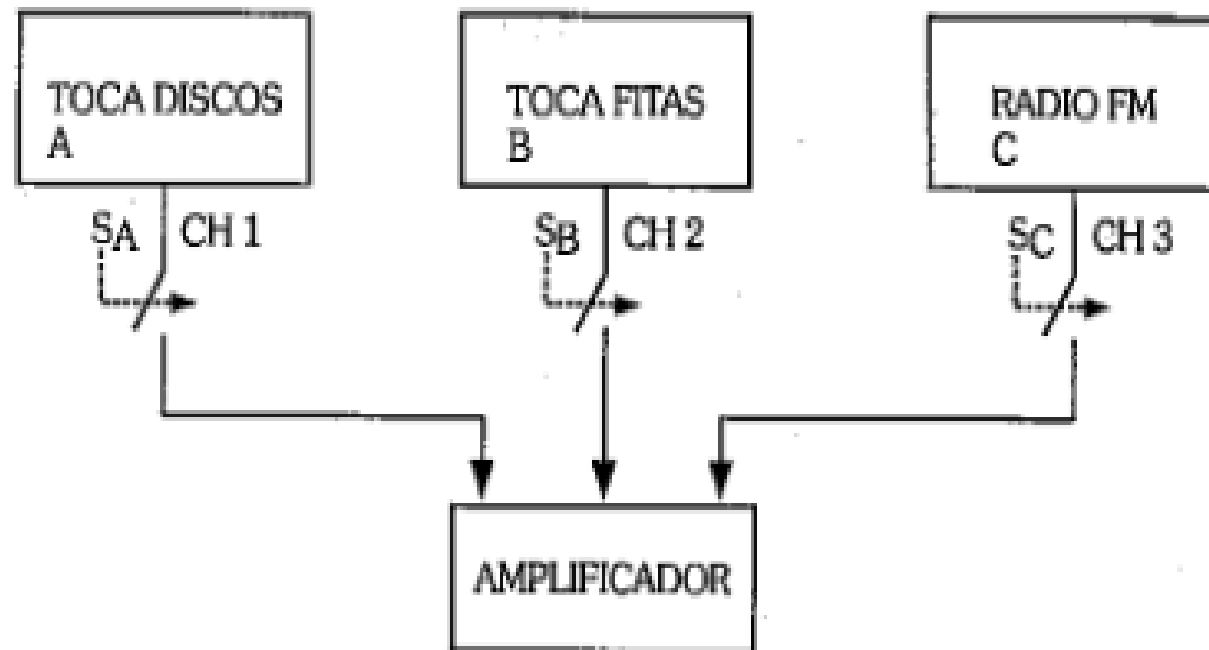 TOCA DISCOS
A
TOCA FITAS
B
RADIO FM
C
SA CH 1
SB CH 2
SC CH 3
AMPLIFICADOR